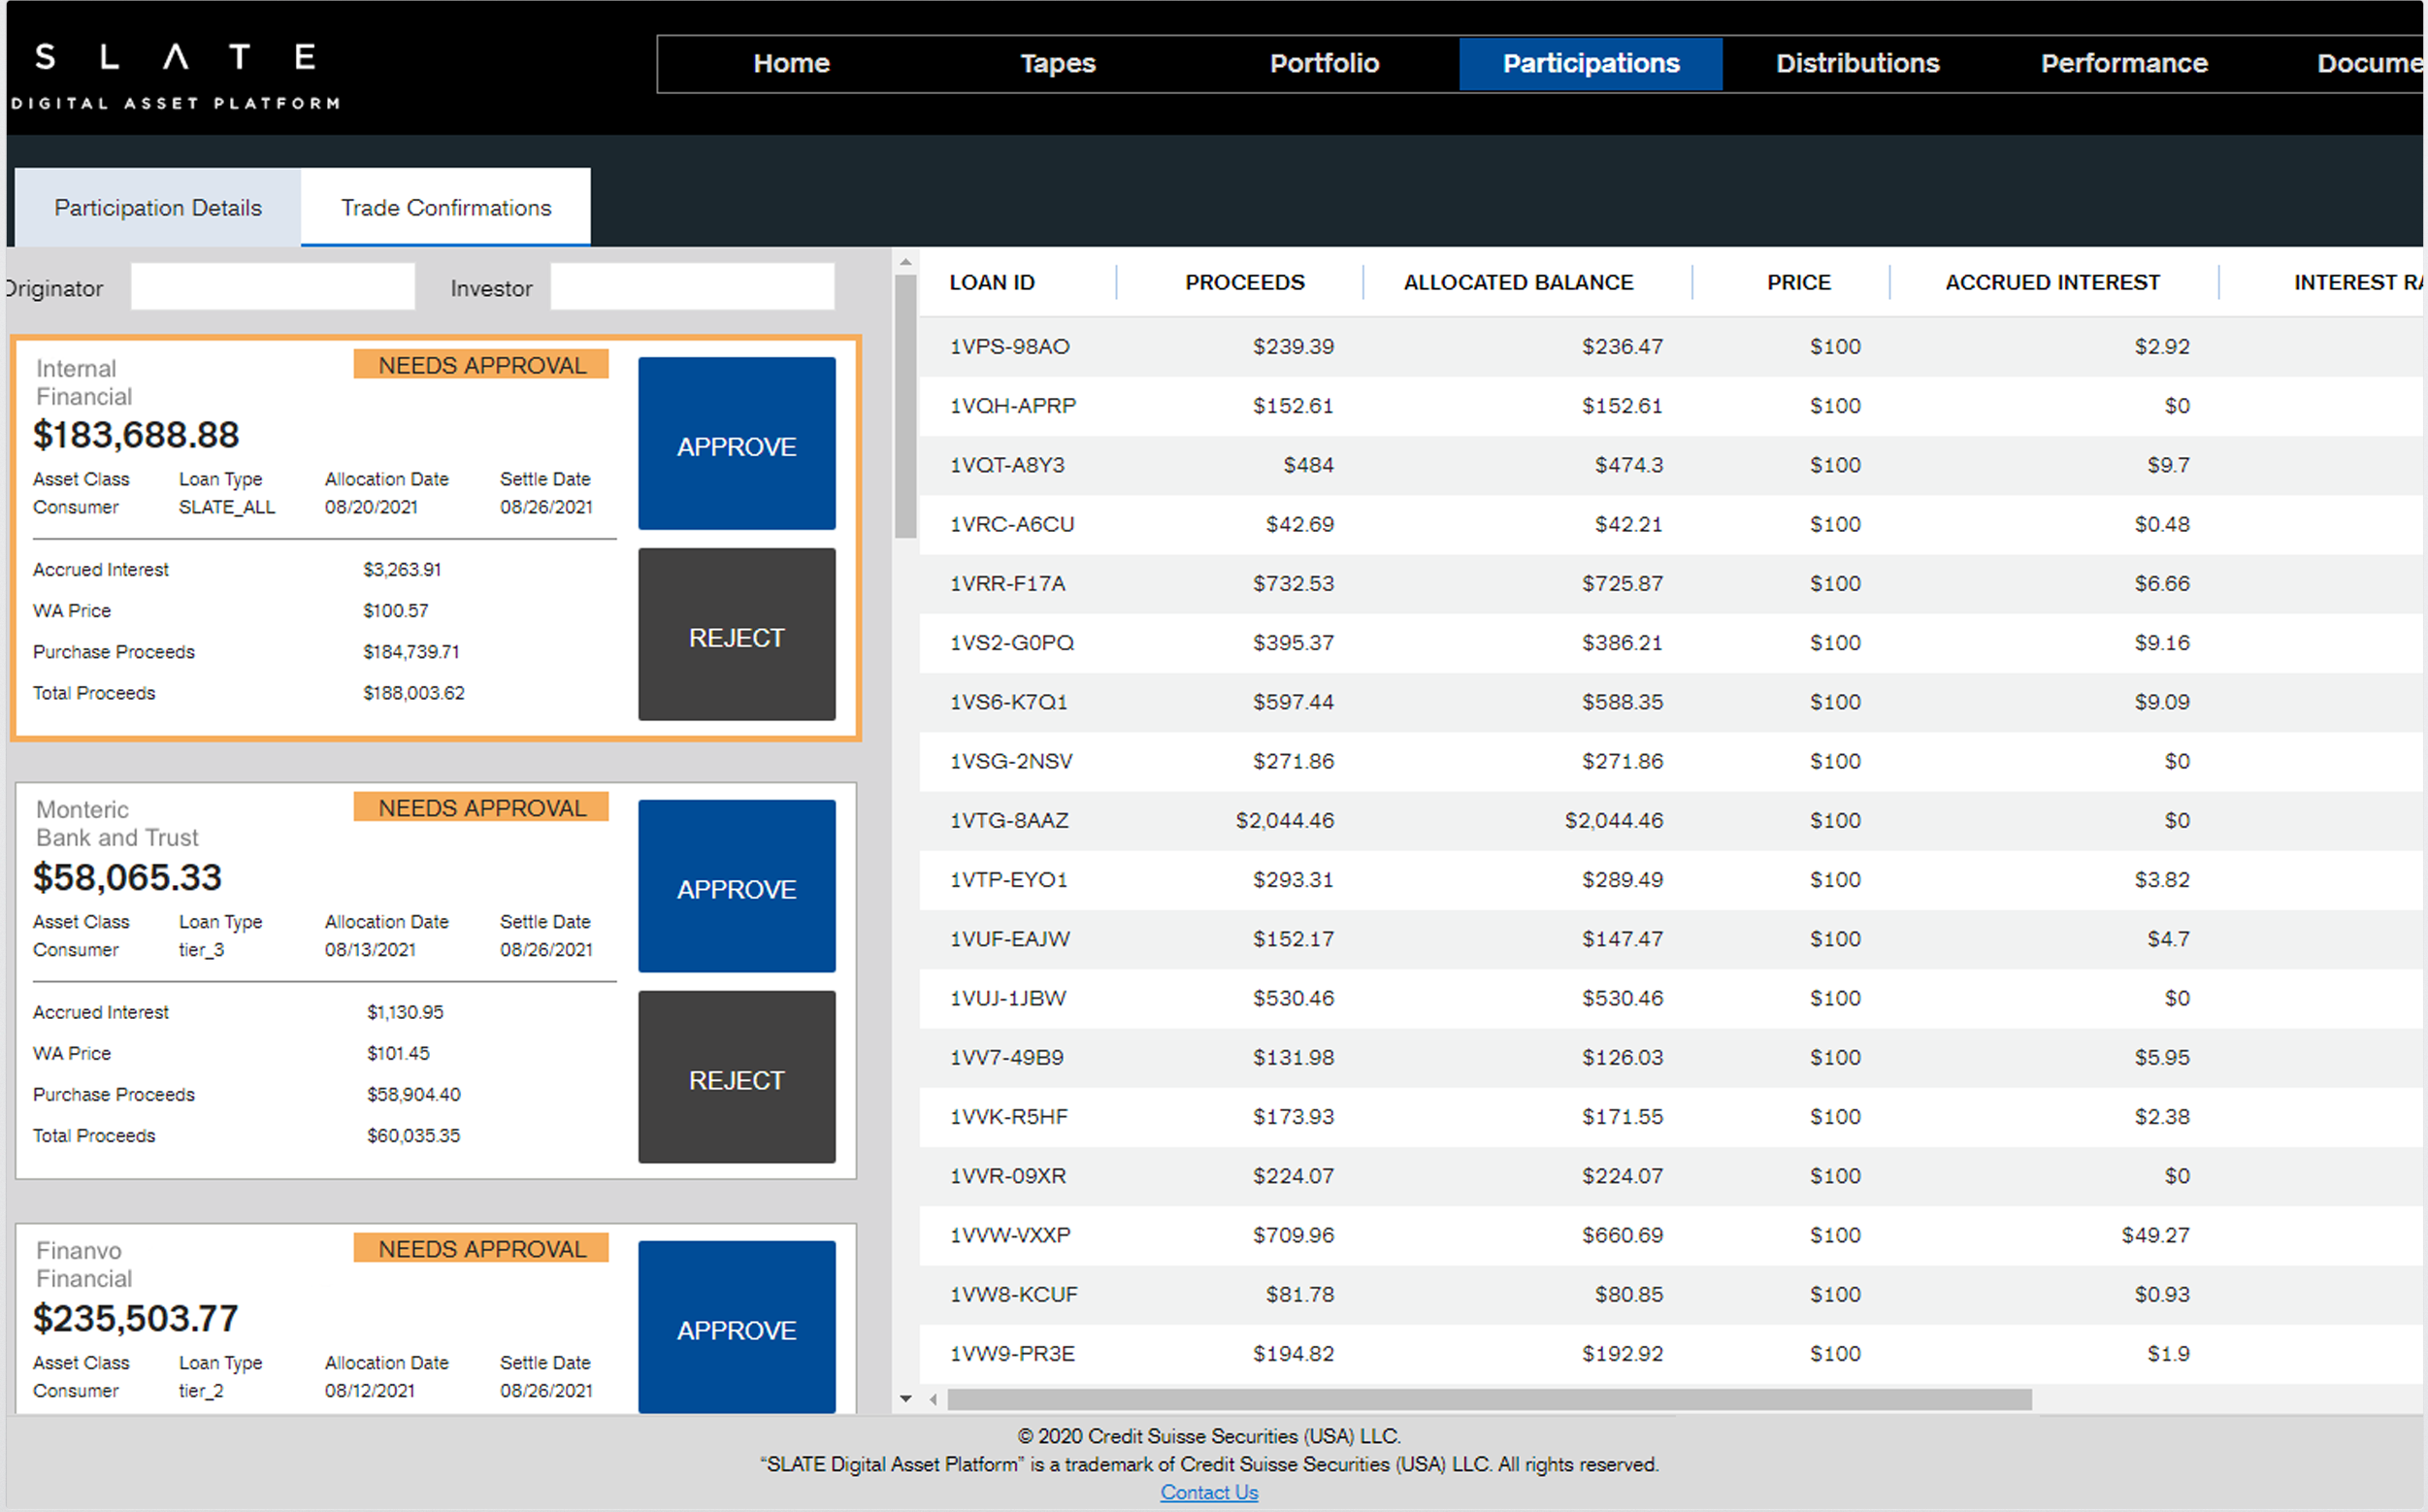 SLATE
DIGITAL ASSET PLATFORM
Home Tapes Portfolio Participations Distributions Performance Docume
Participation Details Trade Confirmations
Originator Investor
Internal
Financial
NEEDS APPROVAL
$183,688.88
APPROVE
Asset Class Loan Type Allocation Date Settle Date
Consumer SLATE_ALL 08/20/2021 08/26/2021
Accrued Interest $3,263.91
WA Price $100.57
REJECT
Purchase Proceeds $184,739.71
Total Proceeds $188,003.62
Monteric
Bank and Trust
NEEDS APPROVAL
$58,065.33
APPROVE
Asset Class Loan Type Allocation Date Settle Date
Consumer tier_3 08/13/2021 08/26/2021
Accrued Interest $1,130.95
WA Price $101.45
REJECT
Purchase Proceeds $58,904.40
Total Proceeds $60,035.35
Finanvo
Financial
NEEDS APPROVAL
$235,503.77
APPROVE
Asset Class Loan Type Allocation Date Settle Date
Consumer tier_2 08/12/2021 08/26/2021
LOAN ID PROCEEDS ALLOCATED BALANCE PRICE ACCRUED INTEREST INTEREST RA
1VPS-98AO $239.39 $236.47 $100 $2.92
1VQH-APRP $152.61 $152.61 $100 $0
1VQT-A8Y3 $484 $474.3 $100 $9.7
1VRC-A6CU $42.69 $42.21 $100 $0.48
1VRR-F17A $732.53 $725.87 $100 $6.66
1VS2-G0PQ $395.37 $386.21 $100 $9.16
1VS6-K7Q1 $597.44 $588.35 $100 $9.09
1VSG-2NSV $271.86 $271.86 $100 $0
1VTG-8AAZ $2,044.46 $2,044.46 $100 $0
1VTP-EYO1 $293.31 $289.49 $100 $3.82
1VUF-EAJW $152.17 $147.47 $100 $4.7
1VUJ-1JBW $530.46 $530.46 $100 $0
1VV7-49B9 $131.98 $126.03 $100 $5.95
1VVK-R5HF $173.93 $171.55 $100 $2.38
1VVR-09XR $224.07 $224.07 $100 $0
1VVW-VXXP $709.96 $660.69 $100 $49.27
1VW8-KCUF $81.78 $80.85 $100 $0.93
1VW9-PR3E $194.82 $192.92 $100 $1.9
© 2020 Credit Suisse Securities (USA) LLC.
“SLATE Digital Asset Platform” is a trademark of Credit Suisse Securities (USA) LLC. All rights reserved.
Contact Us